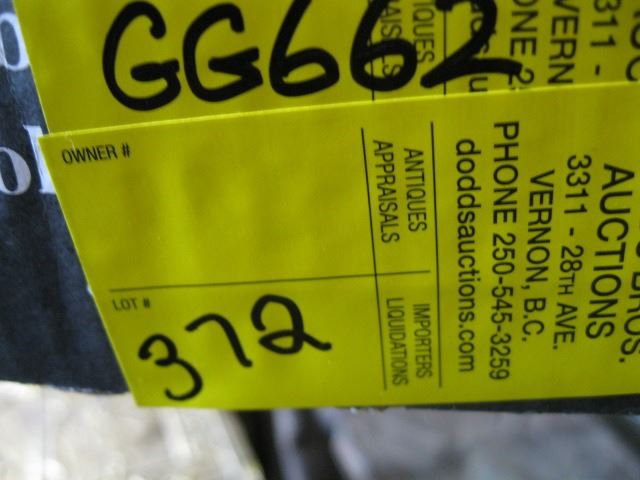 GG662
OWNER #
LOT #
372
ANTIQUES
APPRAISALS
IMPORTERS
LIQUIDATIONS
BROS.
AUCTIONS
3311 - 28TH AVE.
VERNON, B.C.
PHONE 250-545-3259
doddsauctions.com